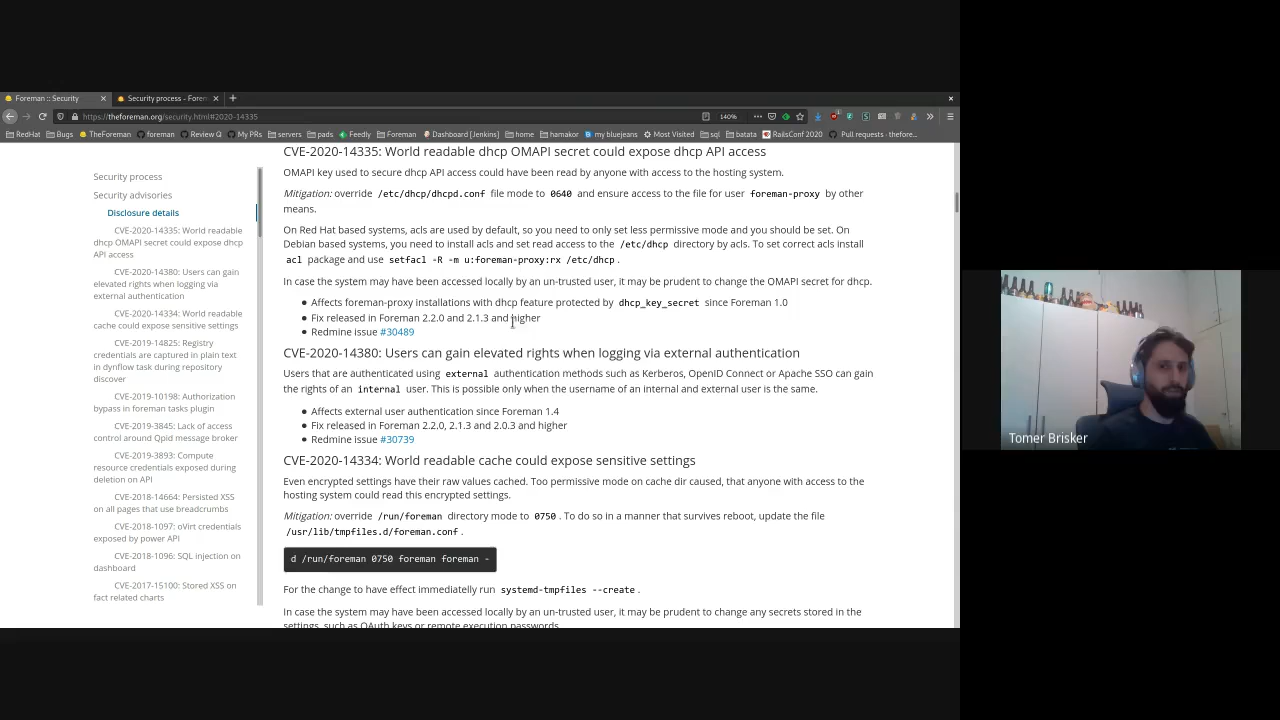 Foreman :: Security
Security process - Forem
https://theforeman.org/security.html#2020-14335
140%
RedHat Bugs TheForeman foreman Review Q My PRs servers pads Feedly Foreman Dashboard [Jenkins] home hamakor my bluejeans Most Visited sql batata RailsConf 2020 Pull requests · thefore...
Security process
Security advisories
Disclosure details
CVE-2020-14335: World readable
dhcp OMAPI secret could expose dhcp
API access
CVE-2020-14380: Users can gain
elevated rights when logging via
external authentication
CVE-2020-14334: World readable
cache could expose sensitive settings
CVE-2019-14825: Registry
credentials are captured in plain text
in dynflow task during repository
discover
CVE-2019-10198: Authorization
bypass in foreman tasks plugin
CVE-2019-3845: Lack of access
control around Qpid message broker
CVE-2019-3893: Compute
resource credentials exposed during
deletion on API
CVE-2018-14664: Persisted XSS
on all pages that use breadcrumbs
CVE-2018-1097: oVirt credentials
exposed by power API
CVE-2018-1096: SQL injection on
dashboard
CVE-2017-15100: Stored XSS on
fact related charts
CVE-2020-14335: World readable dhcp OMAPI secret could expose dhcp API access
OMAPI key used to secure dhcp API access could have been read by anyone with access to the hosting system.
Mitigation: override /etc/dhcp/dhcpd.conf file mode to 0640 and ensure access to the file for user foreman-proxy by other
means.
On Red Hat based systems, acls are used by default, so you need to only set less permissive mode and you should be set. On
Debian based systems, you need to install acls and set read access to the /etc/dhcp directory by acls. To set correct acls install
acl package and use setfacl -R -m u:foreman-proxy:rx /etc/dhcp .
In case the system may have been accessed locally by an un-trusted user, it may be prudent to change the OMAPI secret for dhcp.
Affects foreman-proxy installations with dhcp feature protected by dhcp_key_secret since Foreman 1.0
Fix released in Foreman 2.2.0 and 2.1.3 and higher
Redmine issue #30489
CVE-2020-14380: Users can gain elevated rights when logging via external authentication
Users that are authenticated using external authentication methods such as Kerberos, OpenID Connect or Apache SSO can gain
the rights of an internal user. This is possible only when the username of an internal and external user is the same.
Affects external user authentication since Foreman 1.4
Fix released in Foreman 2.2.0, 2.1.3 and 2.0.3 and higher
Redmine issue #30739
CVE-2020-14334: World readable cache could expose sensitive settings
Even encrypted settings have their raw values cached. Too permissive mode on cache dir caused, that anyone with access to the
hosting system could read this encrypted settings.
Mitigation: override /run/foreman directory mode to 0750 . To do so in a manner that survives reboot, update the file
/usr/lib/tmpfiles.d/foreman.conf .
d /run/foreman 0750 foreman foreman -
For the change to have effect immediatelly run systemd-tmpfiles --create .
In case the system may have been accessed locally by an un-trusted user, it may be prudent to change any secrets stored in the
settings, such as OAuth keys or remote execution passwords.
Tomer Brisker